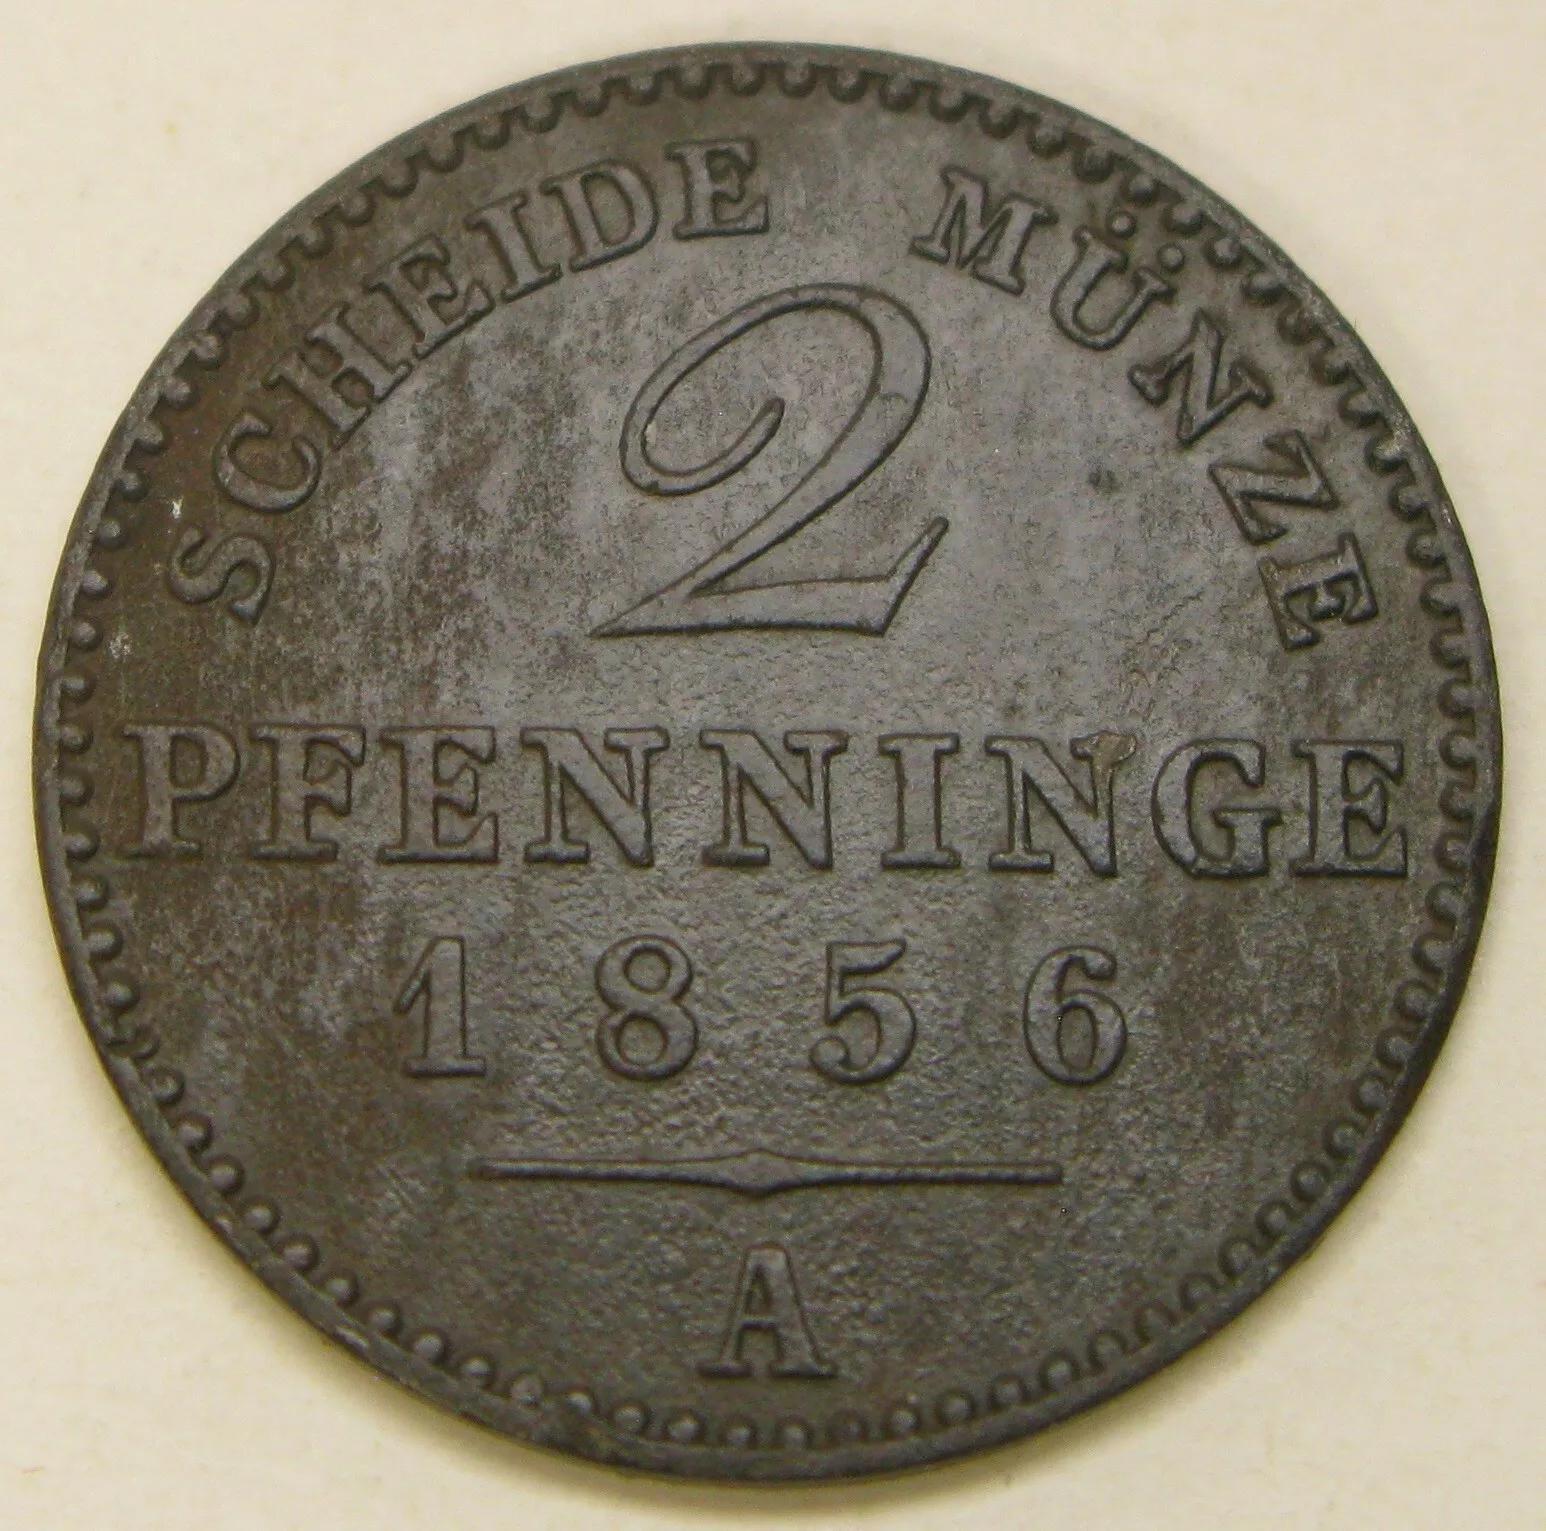 SCHEIDE MÜNZE
2
PFENNINGE
1856
A